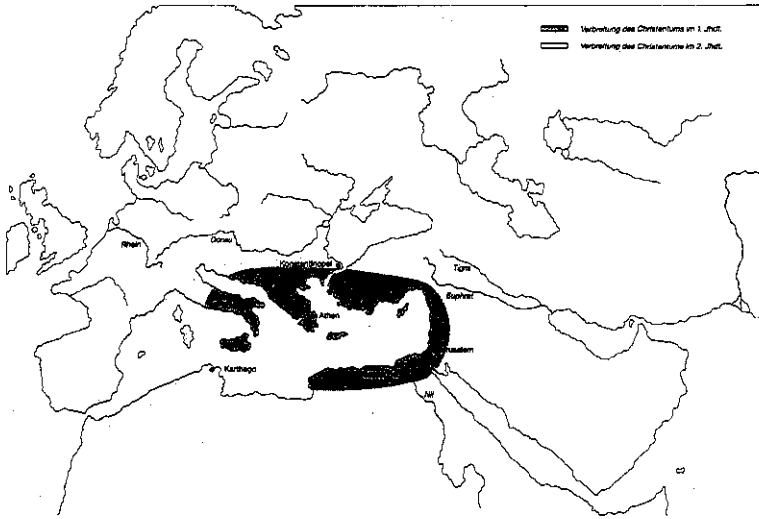 Verbreitung des Christentums im 1. Jhdt.
Verbreitung des Christentums im 2. Jhdt.
Rhein
Donau
Konstantinopel
Tigris
Euphrat
Athen
Jerusalem
Karthago
Nil